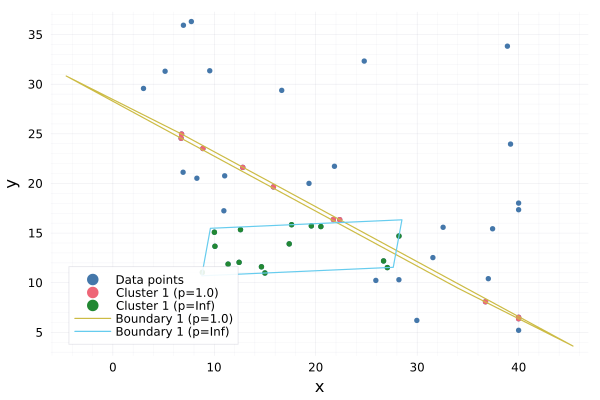 35
30
25
20
15
10
5
y
Data points
Cluster 1 (p=1.0)
Cluster 1 (p=Inf)
Boundary 1 (p=1.0)
Boundary 1 (p=Inf)
0 10 20 30 40
x